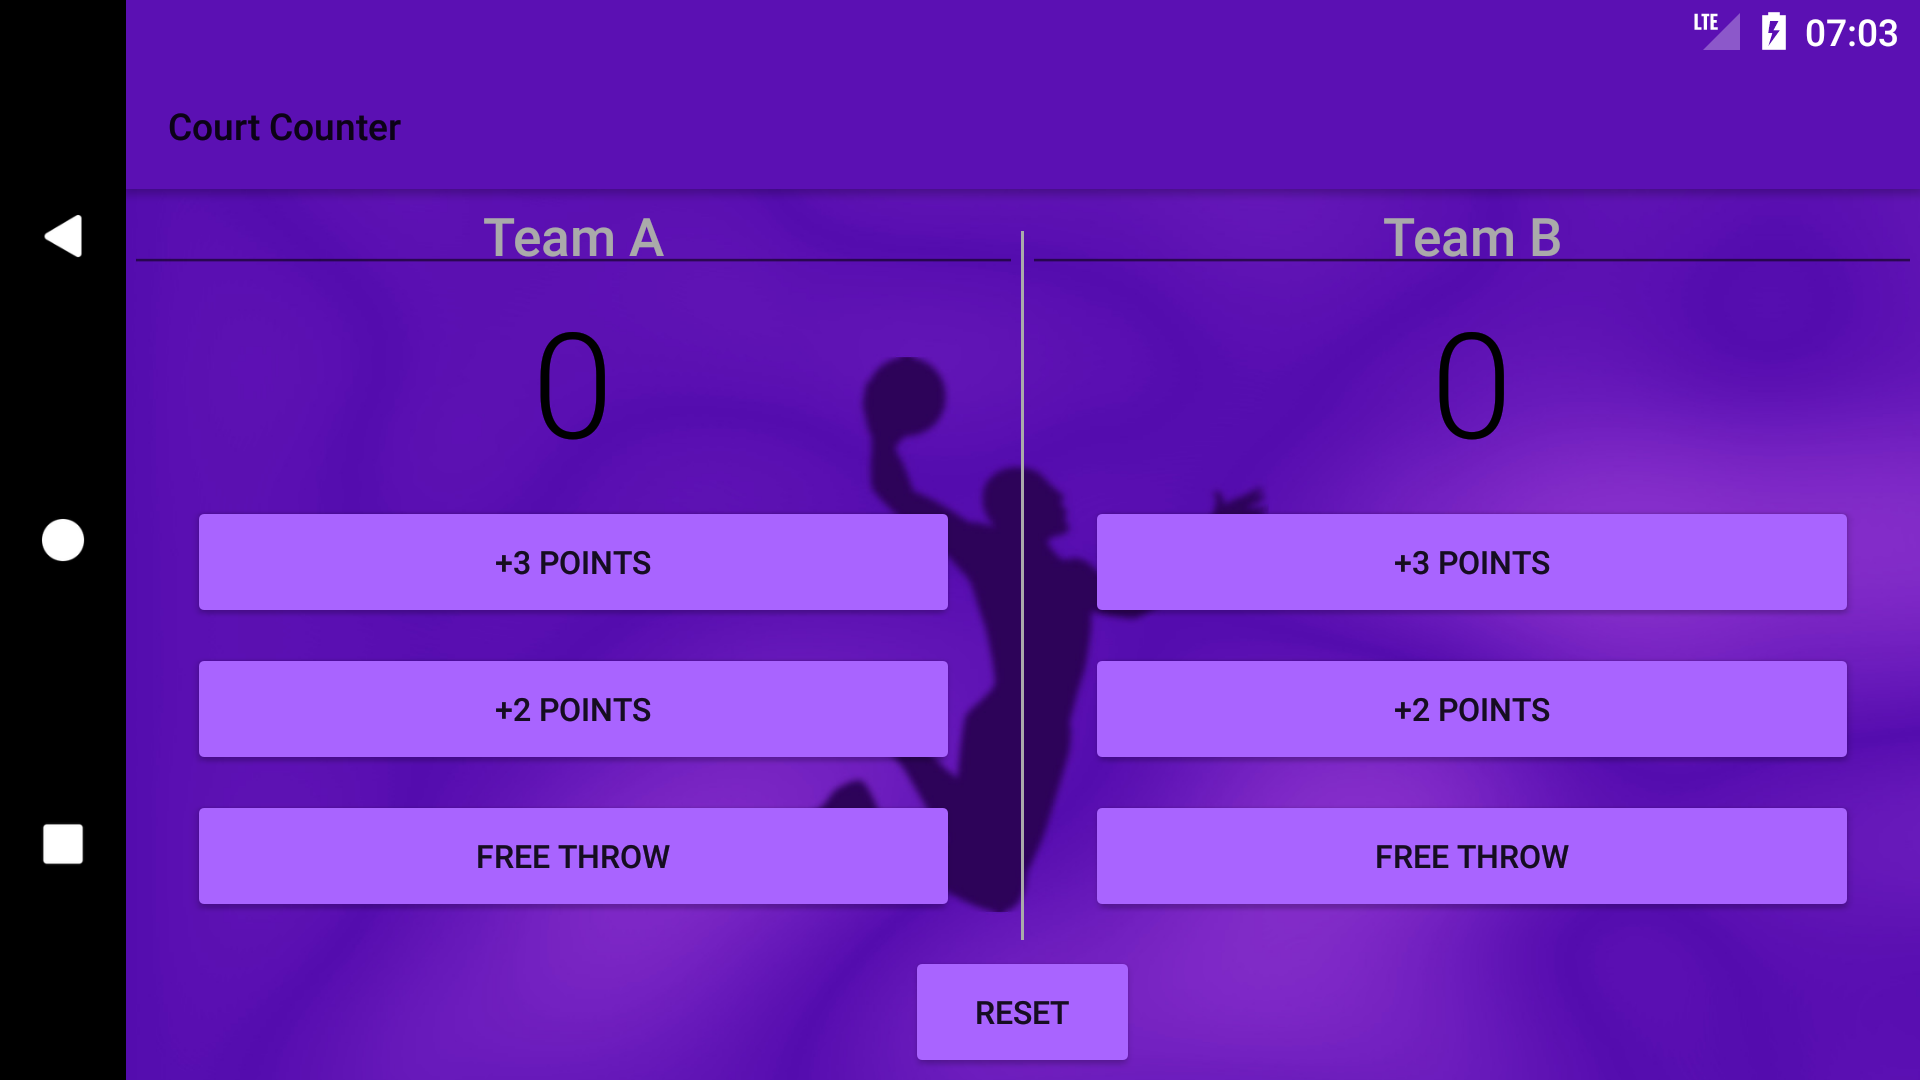 LTE 07:03
Court Counter
Team A
Team B
0
0
+3 POINTS
+3 POINTS
+2 POINTS
+2 POINTS
FREE THROW
FREE THROW
RESET